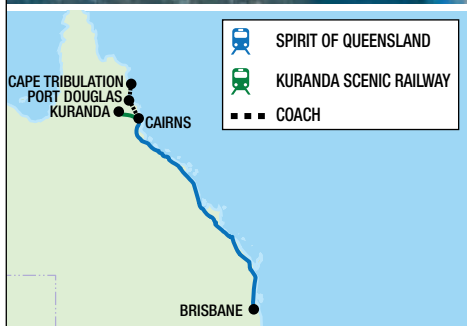 SPIRIT OF QUEENSLAND
KURANDA SCENIC RAILWAY
COACH
CAPE TRIBULATION
PORT DOUGLAS
KURANDA
CAIRNS
BRISBANE